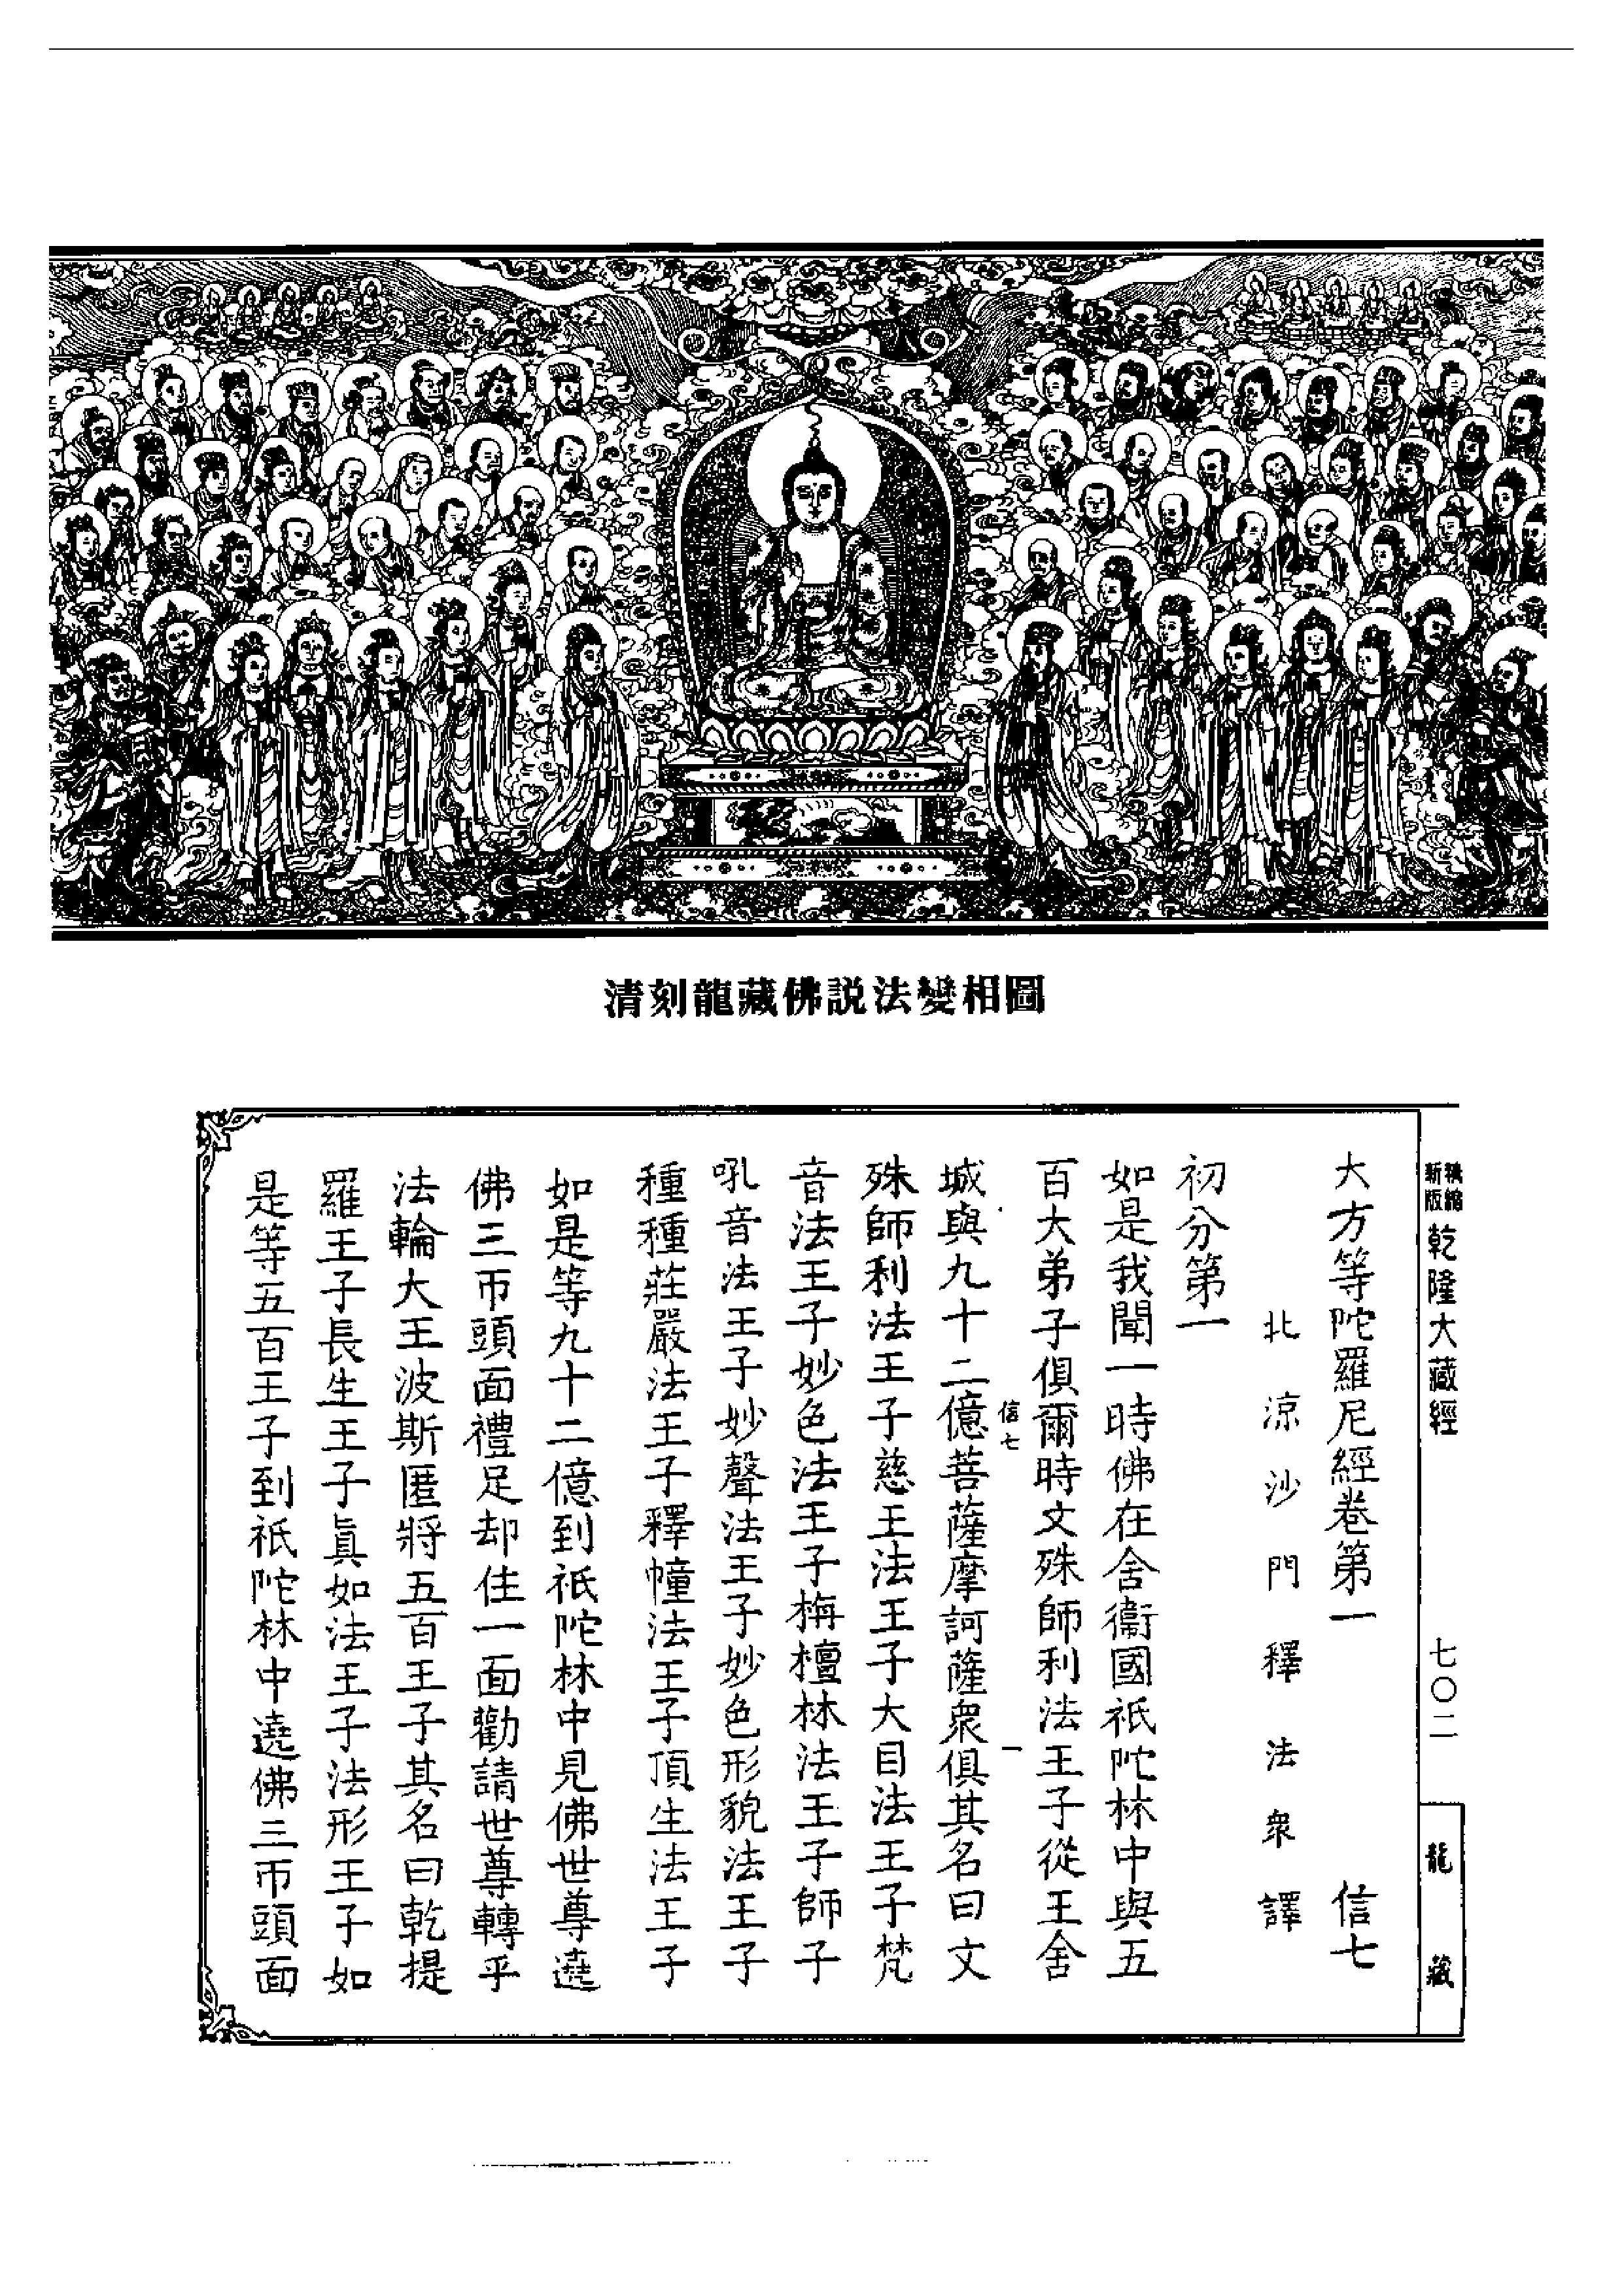 清刻龍藏佛説法變相圖
新版精縮乾隆大藏經
七〇二
龍藏
大方等陀羅尼經卷第一 信七
北涼沙門釋法衆譯
初分第一
如是我聞一時佛在舍衞國祇陀林中與五
百大弟子俱爾時文殊師利法王子從王舍
信七 一
城與九十二億菩薩摩訶薩衆俱其名曰文
殊師利法王子慈王法王子大目法王子梵
音法王子妙色法王子栴檀林法王子師子
吼音法王子妙聲法王子妙色形貌法王子
種種莊嚴法王子釋幢法王子頂生法王子
如是等九十二億到祇陀林中見佛世尊遶
佛三帀頭面禮足却住一面勸請世尊轉乎
法輪大王波斯匿將五百王子其名曰乾提
羅王子長生王子眞如法王子法形王子如
是等五百王子到祇陀林中遶佛三帀頭面